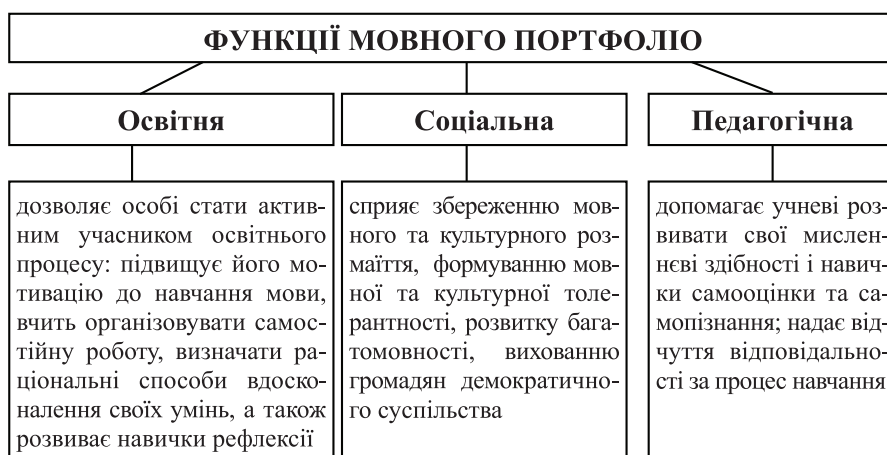 ФУНКЦІЇ МОВНОГО ПОРТФОЛІО
Освітня
дозволяє особі стати актив-
ним учасником освітнього
процесу: підвищує його мо-
тивацію до навчання мови,
вчить організовувати самос-
тійну роботу, визначати ра-
ціональні способи вдоско-
налення своїх умінь, а також
розвиває навички рефлексії
Соціальна
сприяє збереженню мов-
ного та культурного роз-
маїття, формуванню мов-
ної та культурної толе-
рантності, розвитку бага-
томовності, вихованню
громадян демократично-
го суспільства
Педагогічна
допомагає учневі роз-
вивати свої мислен-
нєві здібності і навич-
ки самооцінки та са-
мопізнання; надає від-
чуття відповідально-
сті за процес навчання